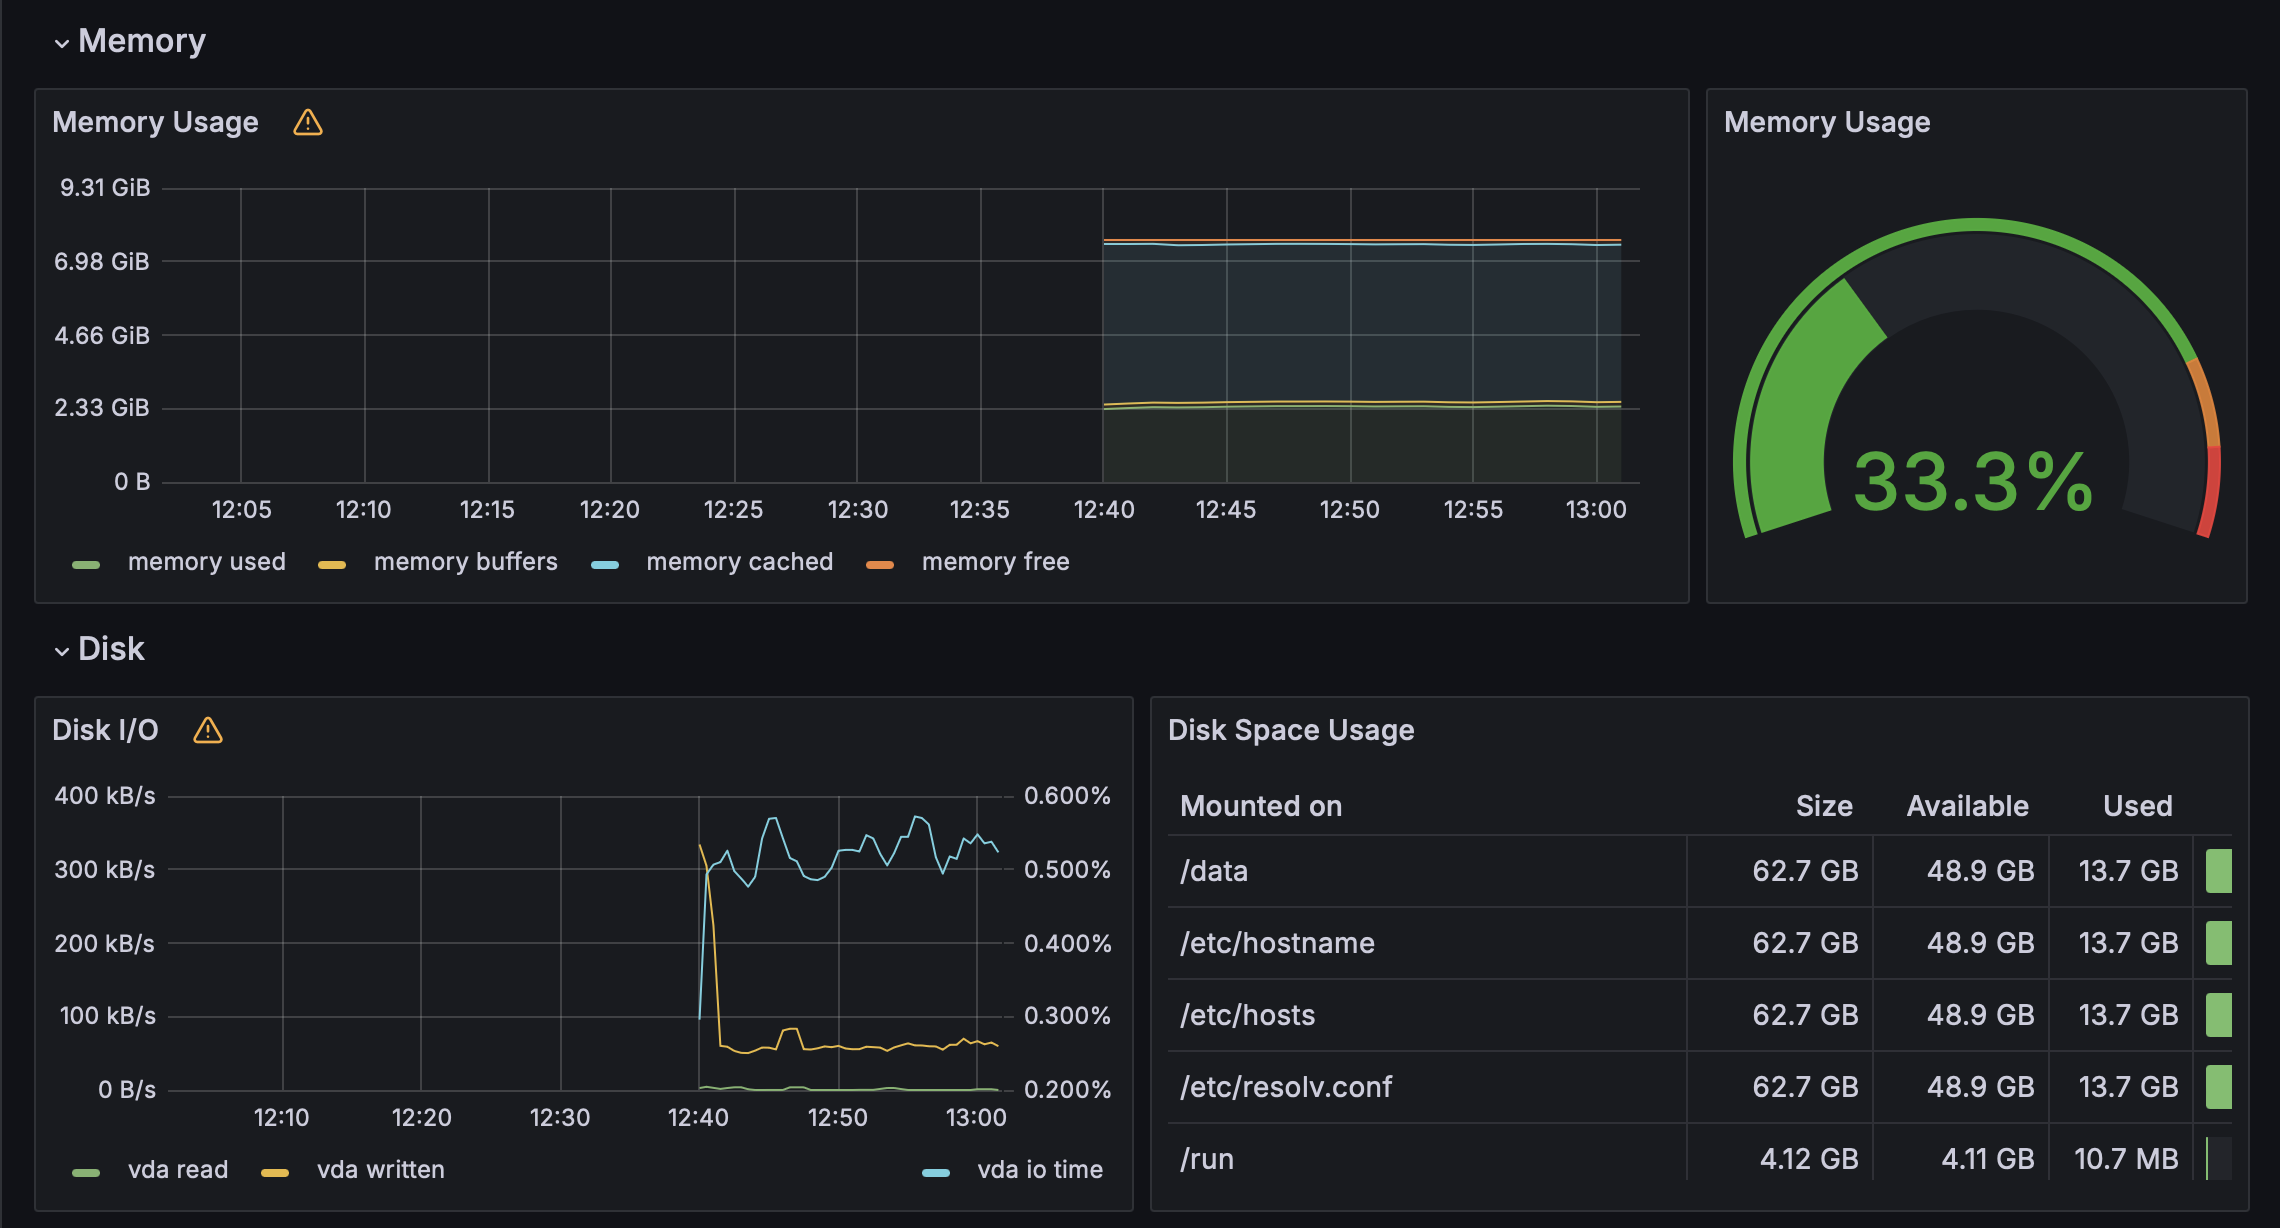 Memory
Memory Usage
9.31 GiB
6.98 GiB
4.66 GiB
2.33 GiB
0 B
12:05 12:10 12:15 12:20 12:25 12:30 12:35 12:40 12:45 12:50 12:55 13:00
memory used memory buffers memory cached memory free
Memory Usage
33.3%
Disk
Disk I/O
400 kB/s 0.600%
300 kB/s 0.500%
200 kB/s 0.400%
100 kB/s 0.300%
0 B/s 0.200%
12:10 12:20 12:30 12:40 12:50 13:00
vda read vda written vda io time
Disk Space Usage
Mounted on Size Available Used
/data 62.7 GB 48.9 GB 13.7 GB
/etc/hostname 62.7 GB 48.9 GB 13.7 GB
/etc/hosts 62.7 GB 48.9 GB 13.7 GB
/etc/resolv.conf 62.7 GB 48.9 GB 13.7 GB
/run 4.12 GB 4.11 GB 10.7 MB